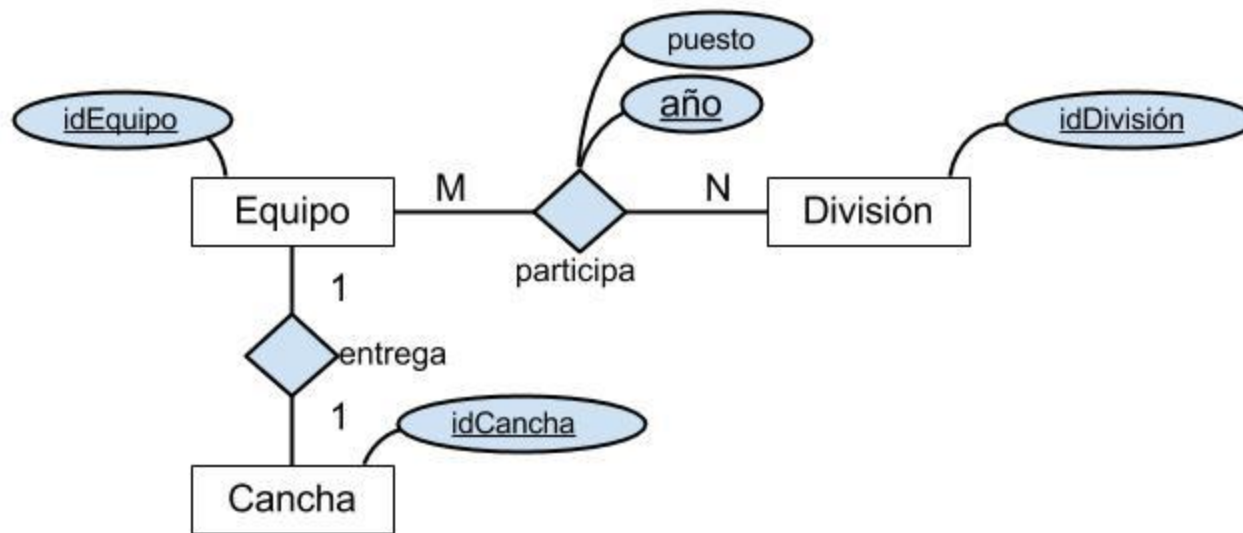 puesto
año
idEquipo
idDivisión
Equipo
M
N
División
participa
1
entrega
1
idCancha
Cancha